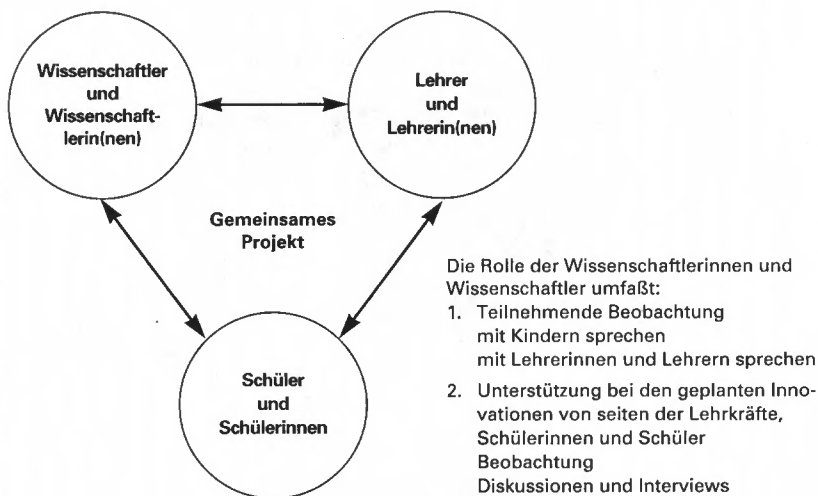 Wissenschaftler
und
Wissenschaft-
lerin(nen)
Lehrer
und
Lehrerin(nen)
Gemeinsames
Projekt
Schüler
und
Schülerinnen
Die Rolle der Wissenschaftlerinnen und
Wissenschaftler umfaßt:
1. Teilnehmende Beobachtung
mit Kindern sprechen
mit Lehrerinnen und Lehrern sprechen
2. Unterstützung bei den geplanten Inno-
vationen von seiten der Lehrkräfte,
Schülerinnen und Schüler
Beobachtung
Diskussionen und Interviews